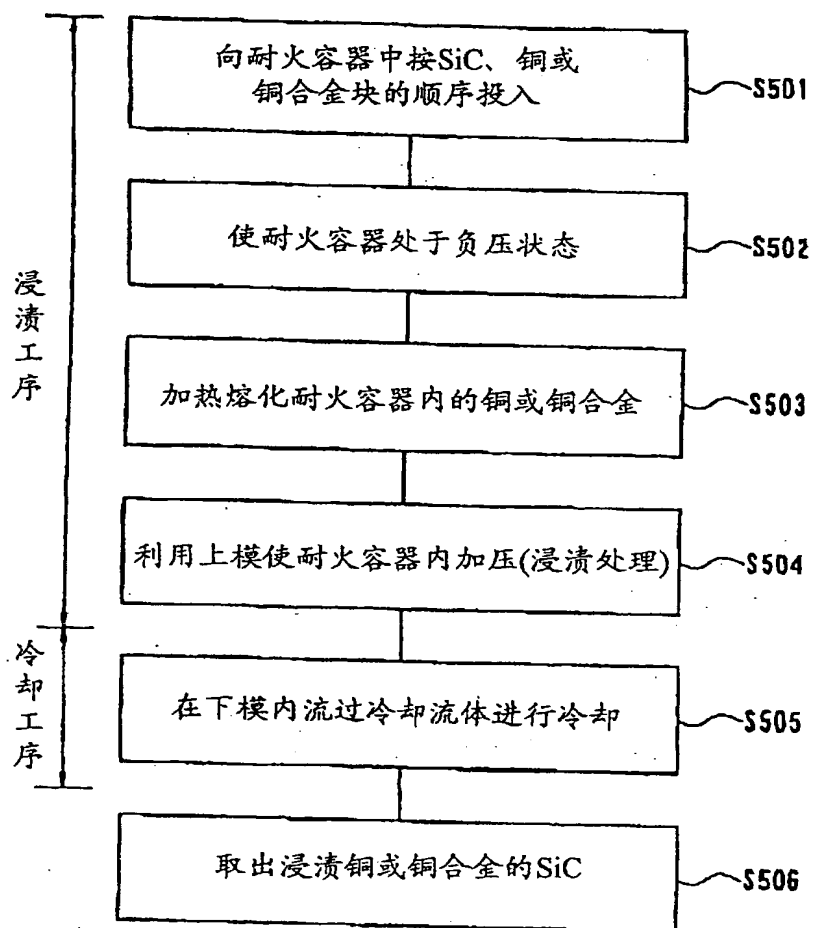 向耐火容器中按SiC、铜或
铜合金块的顺序投入
S501
使耐火容器处于负压状态
S502
浸渍工序
加热熔化耐火容器内的铜或铜合金
S503
利用上模使耐火容器内加压(浸渍处理)
S504
冷却工序
在下模内流过冷却流体进行冷却
S505
取出浸渍铜或铜合金的SiC
S506